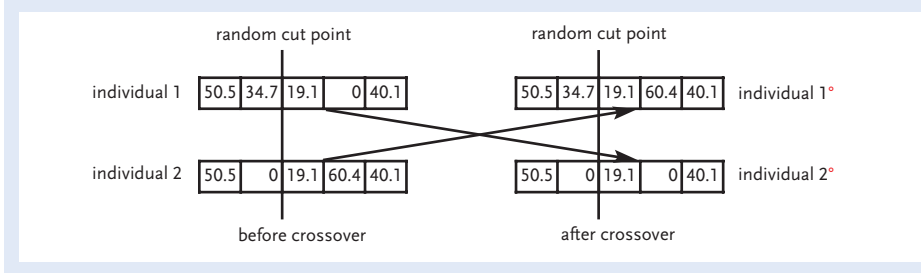 random cut point random cut point
individual 1 50.5 34.7 19.1 0 40.1 50.5 34.7 19.1 60.4 40.1 individual 1°
individual 2 50.5 0 19.1 60.4 40.1 50.5 0 19.1 0 40.1 individual 2°
before crossover after crossover